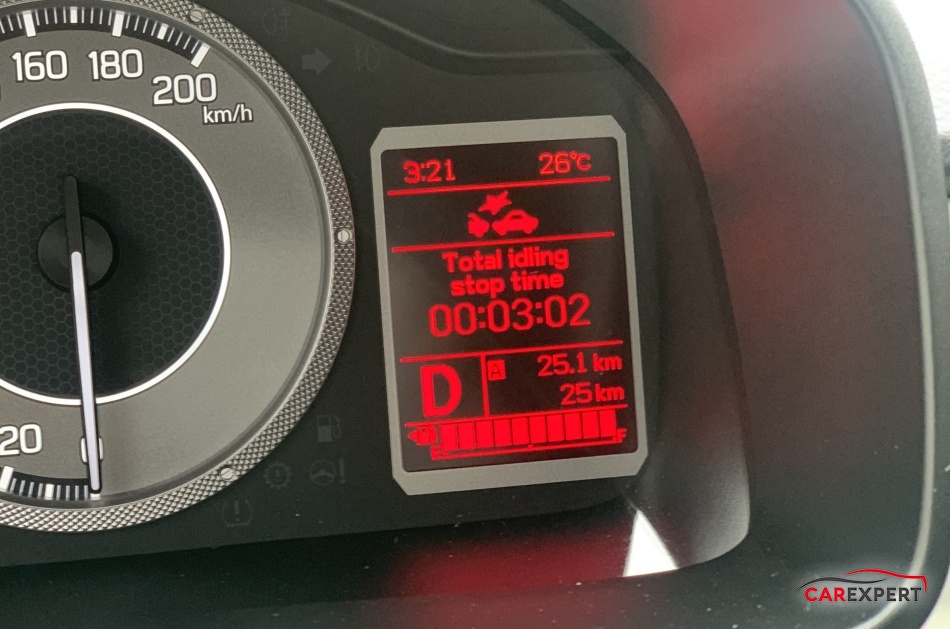 160 180
200
km/h
20
0
3:21 26°C
Total idling
stop time
00:03:02
D A 25.1 km
25 km
E F
CAREXPERT